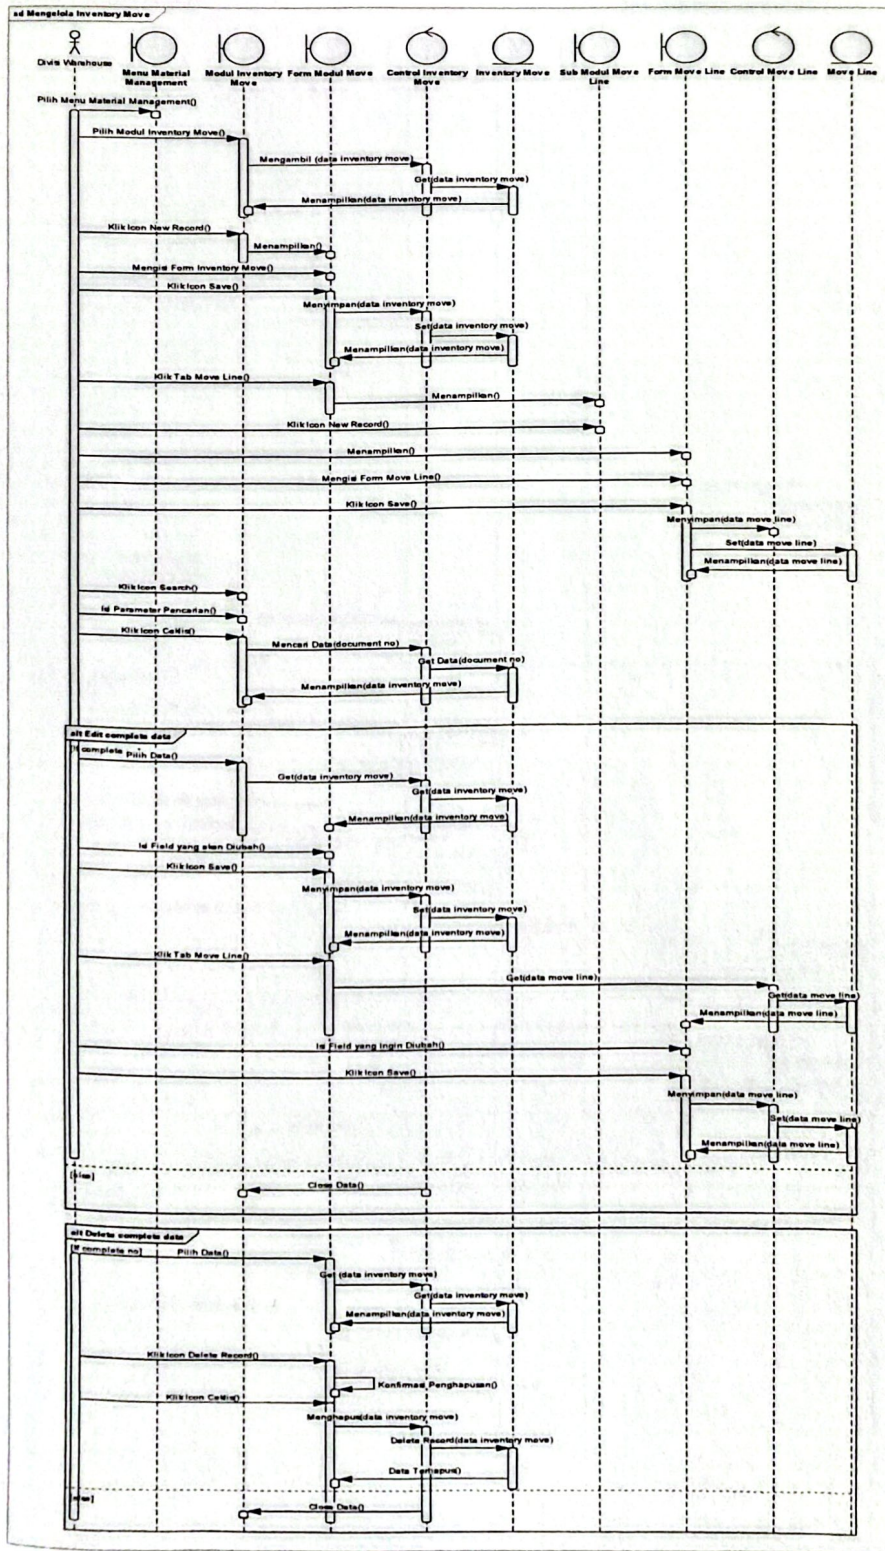 sd Mengelola Inventory Move
Divisi Warehouse
Menu Material
Management
Modul Inventory
Move
Form Modul Move
Control Inventory
Move
Inventory Move
Sub Modul Move
Line
Form Move Line
Control Move Line
Move Line
Pilih Menu Material Management()
Pilih Modul Inventory Move()
Mengambil (data inventory move)
Get(data inventory move)
Menampilkan(data inventory move)
Klik Icon New Record()
Menampilkan()
Mengisi Form Inventory Move()
Klik Icon Save()
Menyimpan(data inventory move)
Set(data inventory move)
Menampilkan(data inventory move)
Klik Tab Move Line()
Menampilkan()
Klik Icon New Record()
Menampilkan()
Mengisi Form Move Line()
Klik Icon Save()
Menyimpan(data move line)
Set(data move line)
Menampilkan(data move line)
Klik Icon Search()
Isi Parameter Pencarian()
Klik Icon Ceklis()
Mencari Data(document no)
Get Data(document no)
Menampilkan(data inventory move)
alt Edit complete data
Pilih Data()
Get(data inventory move)
Get(data inventory move)
Menampilkan(data inventory move)
Isi Field yang akan Diubah()
Klik Icon Save()
Menyimpan(data inventory move)
Set(data inventory move)
Menampilkan(data inventory move)
Klik Tab Move Line()
Get(data move line)
Get(data move line)
Menampilkan(data move line)
Isi Field yang ingin Diubah()
Klik Icon Save()
Menyimpan(data move line)
Set(data move line)
Menampilkan(data move line)
[else]
Close Data()
alt Delete complete data
[If complete no]
Pilih Data()
Get (data inventory move)
Get(data inventory move)
Menampilkan(data inventory move)
Klik Icon Delete Record()
Konfirmasi Penghapusan()
Klik Icon Ceklis()
Menghapus(data inventory move)
Delete Record(data inventory move)
Data Terhapus()
[else]
Close Data()